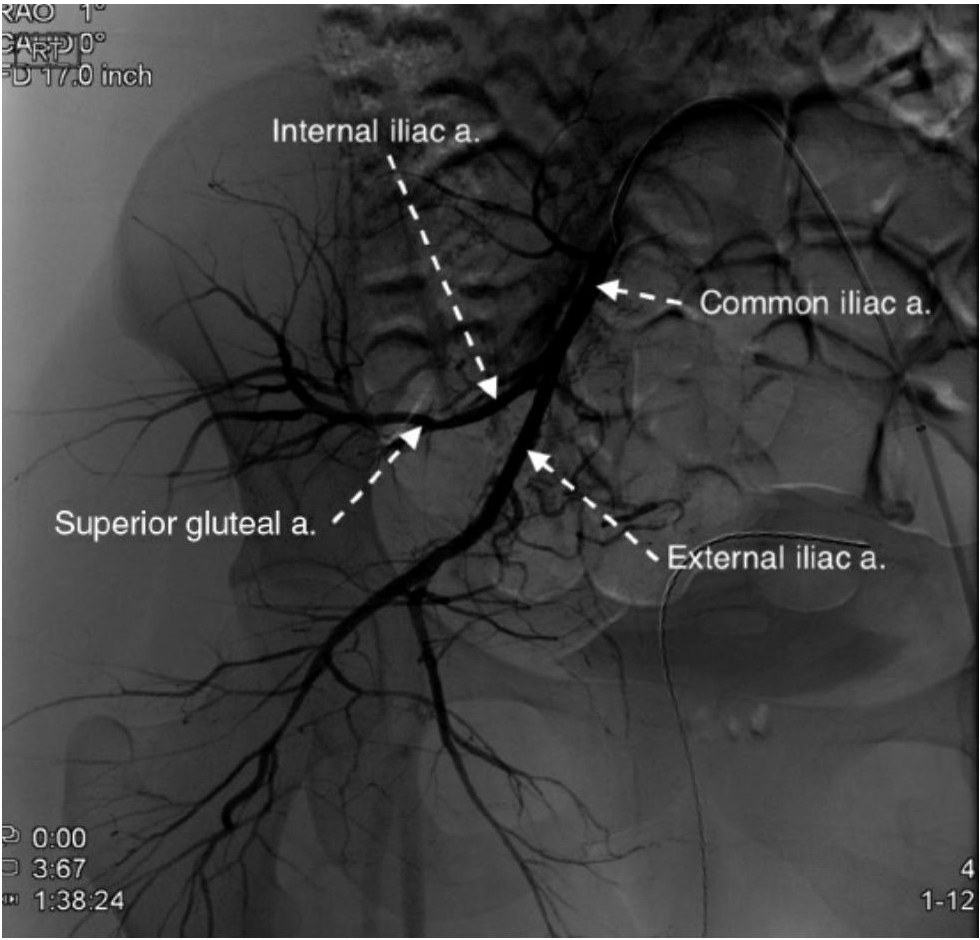 RAO 1°
RT
FD 17.0 inch
Internal iliac a.
Common iliac a.
Superior gluteal a.
External iliac a.
0:00
3:67
1:38:24
4
1-12